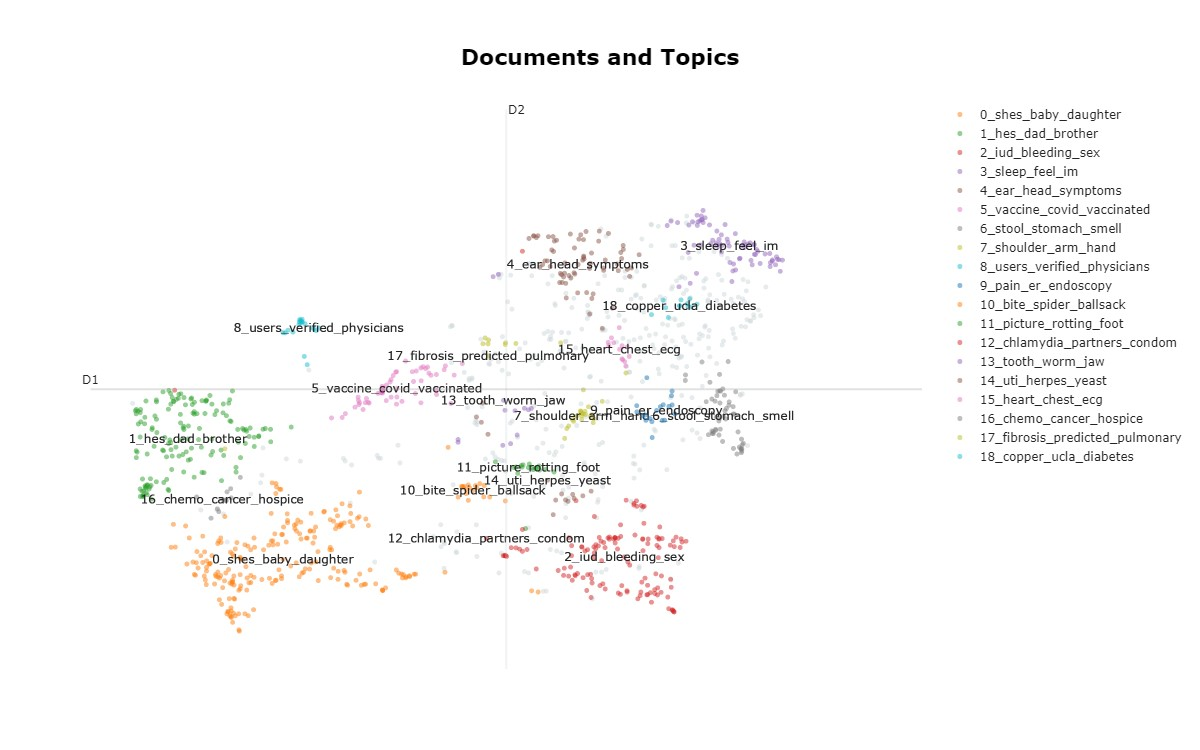 Documents and Topics
D2
0_shes_baby_daughter
1_hes_dad_brother
2_iud_bleeding_sex
3_sleep_feel_im
4_ear_head_symptoms
5_vaccine_covid_vaccinated
6_stool_stomach_smell
7_shoulder_arm_hand
8_users_verified_physicians
9_pain_er_endoscopy
10_bite_spider_ballsack
11_picture_rotting_foot
12_chlamydia_partners_condom
13_tooth_worm_jaw
14_uti_herpes_yeast
15_heart_chest_ecg
16_chemo_cancer_hospice
17_fibrosis_predicted_pulmonary
18_copper_ucla_diabetes
3_sleep_feel_im
4_ear_head_symptoms
18_copper_ucla_diabetes
8_users_verified_physicians
15_heart_chest_ecg
17_fibrosis_predicted_pulmonary
D1
5_vaccine_covid_vaccinated
13_tooth_worm_jaw
9_pain_er_endoscopy
7_shoulder_arm_hand
6_stool_stomach_smell
1_hes_dad_brother
11_picture_rotting_foot
14_uti_herpes_yeast
10_bite_spider_ballsack
16_chemo_cancer_hospice
12_chlamydia_partners_condom
2_iud_bleeding_sex
0_shes_baby_daughter